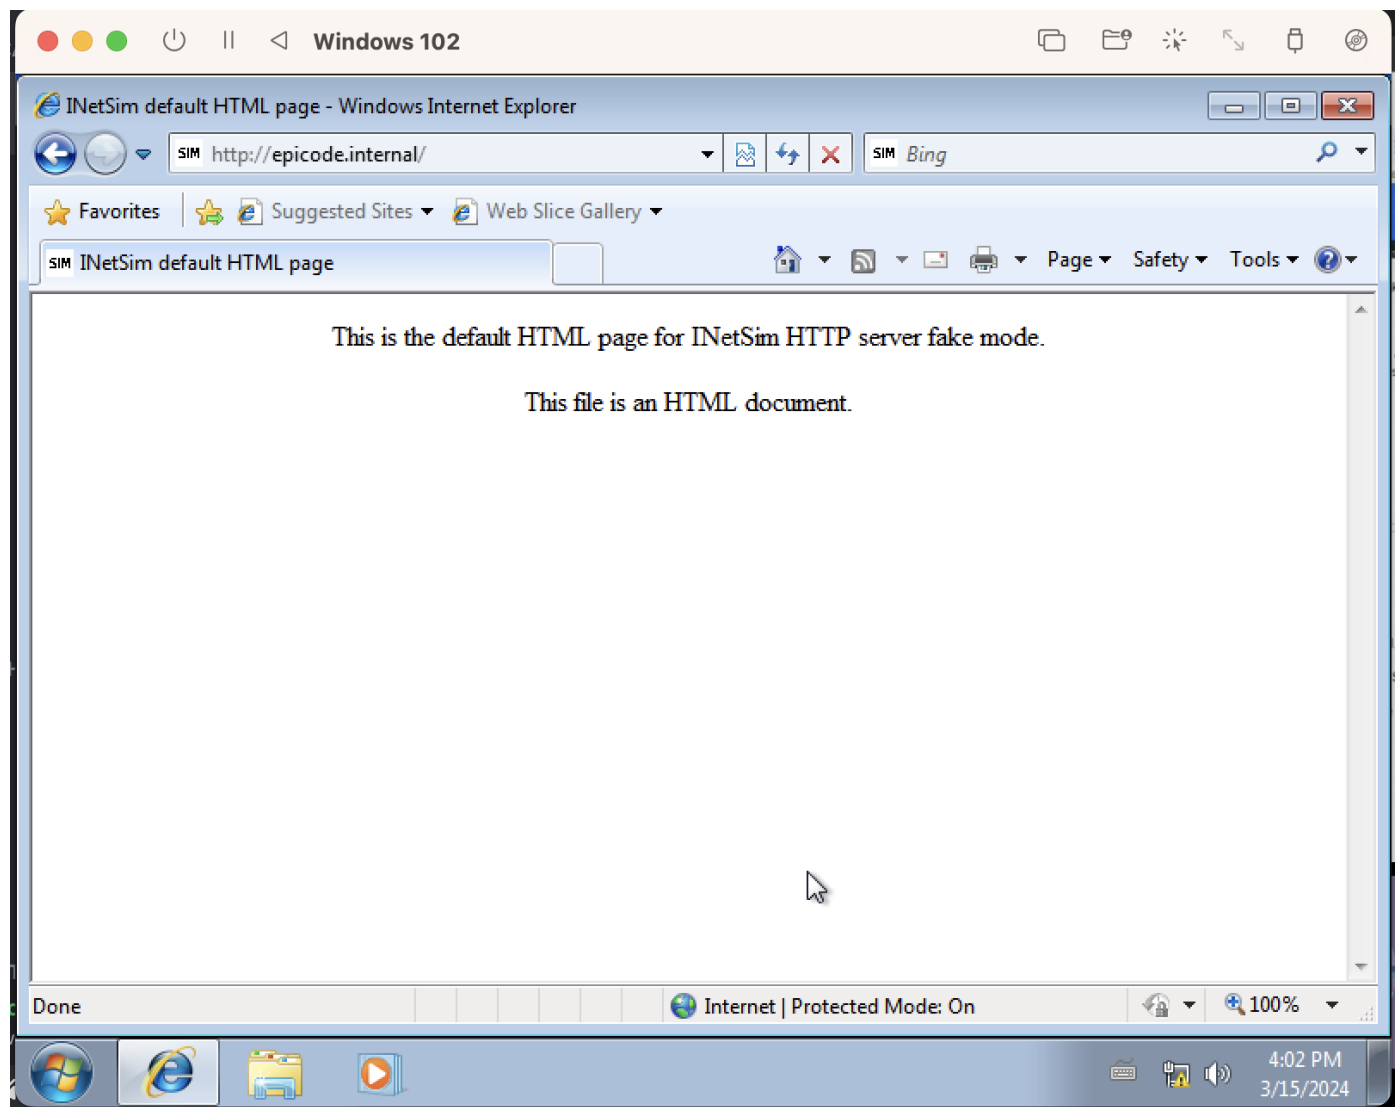 Windows 102
INetSim default HTML page - Windows Internet Explorer
SIM http://epicode.internal/
SIM Bing
Favorites Suggested Sites Web Slice Gallery
SIM INetSim default HTML page
Page Safety Tools
This is the default HTML page for INetSim HTTP server fake mode.
This file is an HTML document.
Done
Internet | Protected Mode: On
100%
4:02 PM
3/15/2024